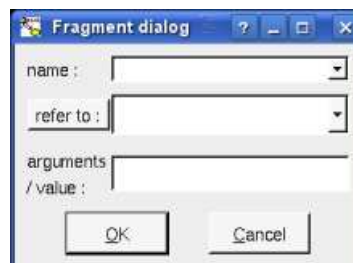 Fragment dialog
name :
refer to :
arguments
/ value :
OK
Cancel